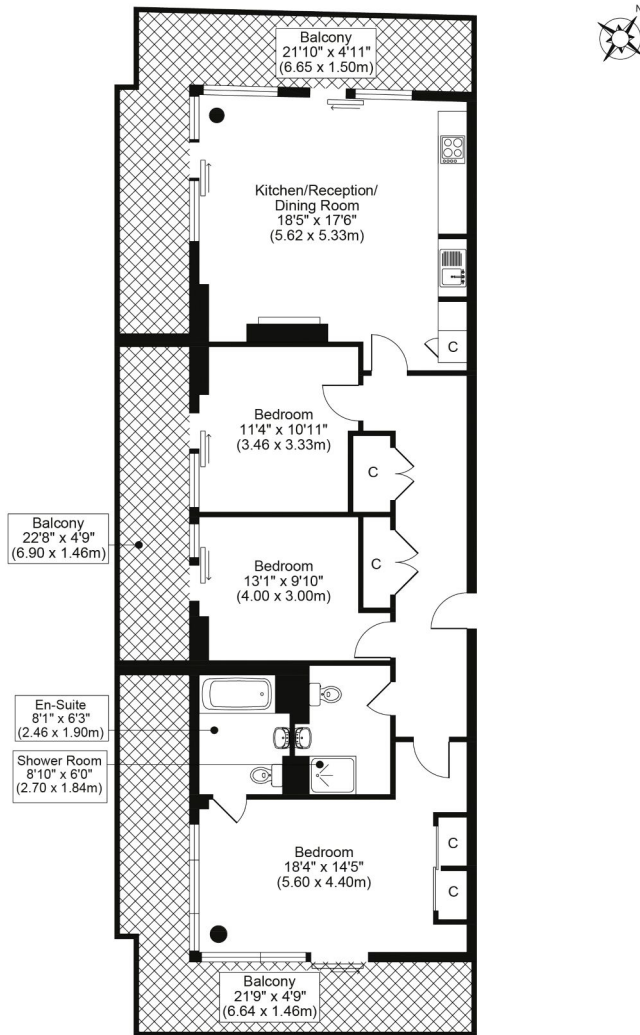 N
Balcony
21'10" x 4'11"
(6.65 x 1.50m)
Kitchen/Reception/
Dining Room
18'5" x 17'6"
(5.62 x 5.33m)
C
Bedroom
11'4" x 10'11"
(3.46 x 3.33m)
C
Balcony
22'8" x 4'9"
(6.90 x 1.46m)
Bedroom
13'1" x 9'10"
(4.00 x 3.00m)
C
En-Suite
8'1" x 6'3"
(2.46 x 1.90m)
Shower Room
8'10" x 6'0"
(2.70 x 1.84m)
Bedroom
18'4" x 14'5"
(5.60 x 4.40m)
C
C
Balcony
21'9" x 4'9"
(6.64 x 1.46m)